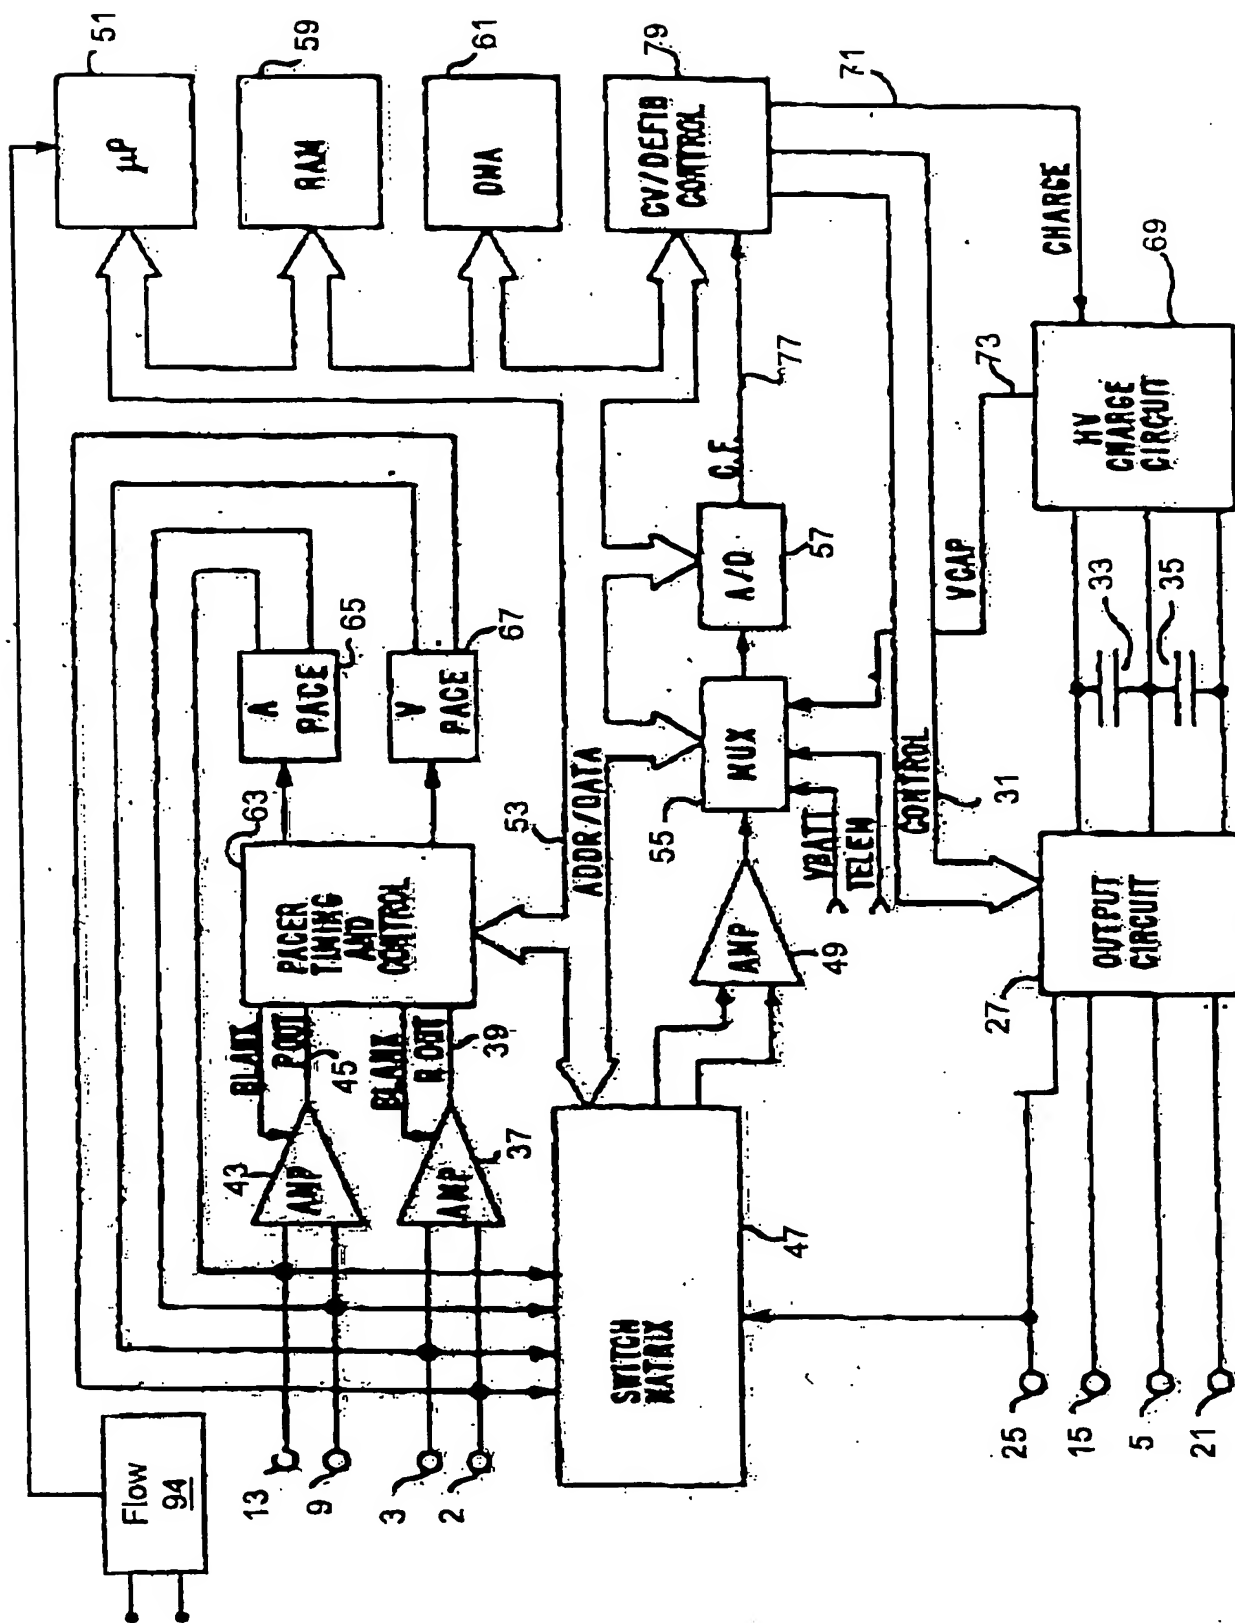 Flow
94
51
μP
59
RAM
61
DMA
79
CV/DEFIB
CONTROL
71
CHARGE
69
HV
CHARGE
CIRCUIT
73
VCAP
33
35
77
C.F.
A/D
57
MUX
55
ADDR/DATA
53
A
PACE
65
V
PACE
67
63
PACER
TIMING
AND
CONTROL
BLANK
POUT
45
BLANK
R OUT
39
43
AMP
37
AMP
13
9
3
2
SWITCH
MATRIX
47
AMP
49
VBATT
TELEM
CONTROL
31
OUTPUT
CIRCUIT
27
25
15
5
21